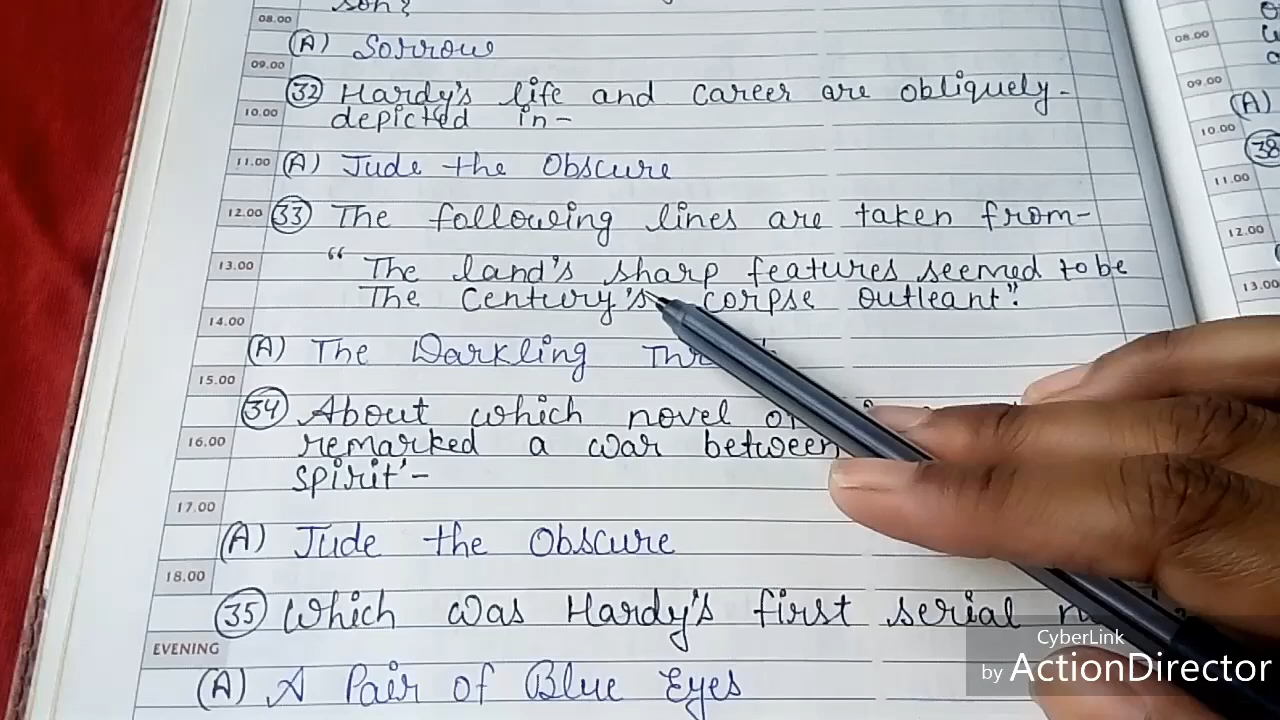 son?
08.00
(A) Sorrow
09.00
(32) Hardy's life and career are obliquely-
10.00 depicted in-
11.00 (A) Jude the Obscure
12.00 (33) The following lines are taken from-
13.00 " The land's sharp features seemed to be
The Century's corpse outleant".
14.00
(A) The Darkling
15.00
(34) About which novel
16.00 remarked a war between
spirit'-
17.00
(A) Jude the Obscure
18.00
(35) Which was Hardy's first serial
EVENING
(A) A Pair of Blue Eyes
08.00
09.00
(A)
10.00
(38
11.00
12.00
13.00
CyberLink
by ActionDirector